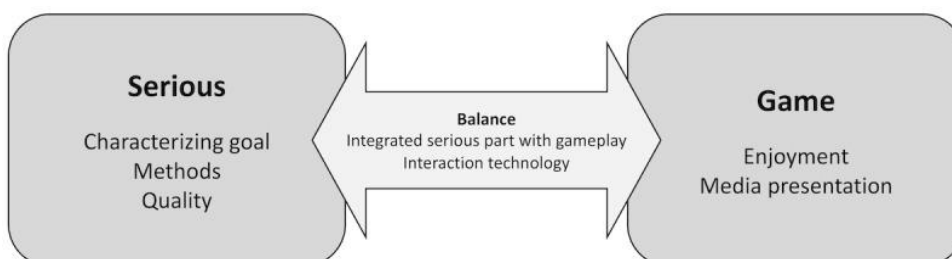 Serious
Characterizing goal
Methods
Quality
Balance
Integrated serious part with gameplay
Interaction technology
Game
Enjoyment
Media presentation